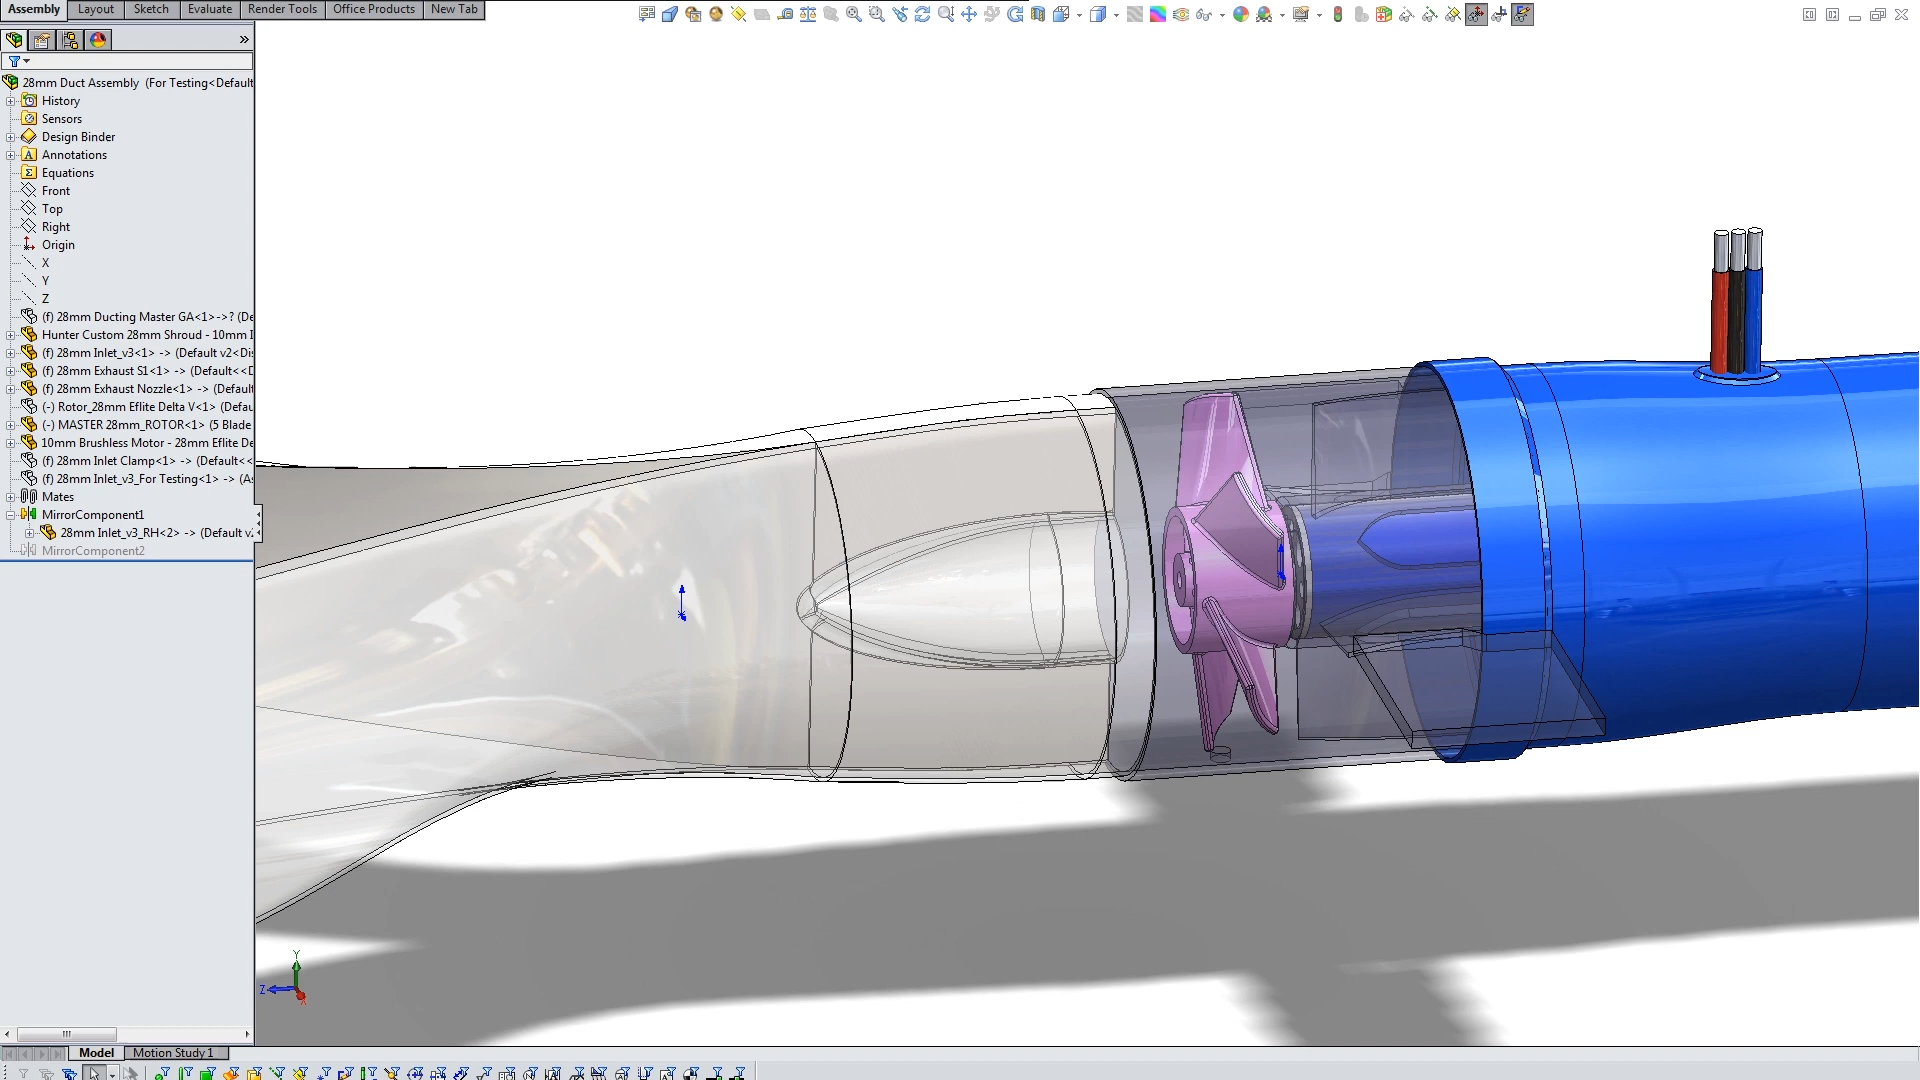 Assembly Layout Sketch Evaluate Render Tools Office Products New Tab
28mm Duct Assembly (For Testing<Default
History
Sensors
Design Binder
Annotations
Equations
Front
Top
Right
Origin
X
Y
Z
(f) 28mm Ducting Master GA<1>->? (De
Hunter Custom 28mm Shroud - 10mm I
(f) 28mm Inlet_v3<1> -> (Default v2<Di
(f) 28mm Exhaust S1<1> -> (Default<<D
(f) 28mm Exhaust Nozzle<1> -> (Defaul
(-) Rotor_28mm Eflite Delta V<1> (Defau
(-) MASTER 28mm_ROTOR<1> (5 Blade
10mm Brushless Motor - 28mm Eflite De
(f) 28mm Inlet Clamp<1> -> (Default<<
(f) 28mm Inlet_v3_For Testing<1> -> (A
Mates
MirrorComponent1
28mm Inlet_v3_RH<2> -> (Default v
MirrorComponent2
Y
Z
X
Model Motion Study 1